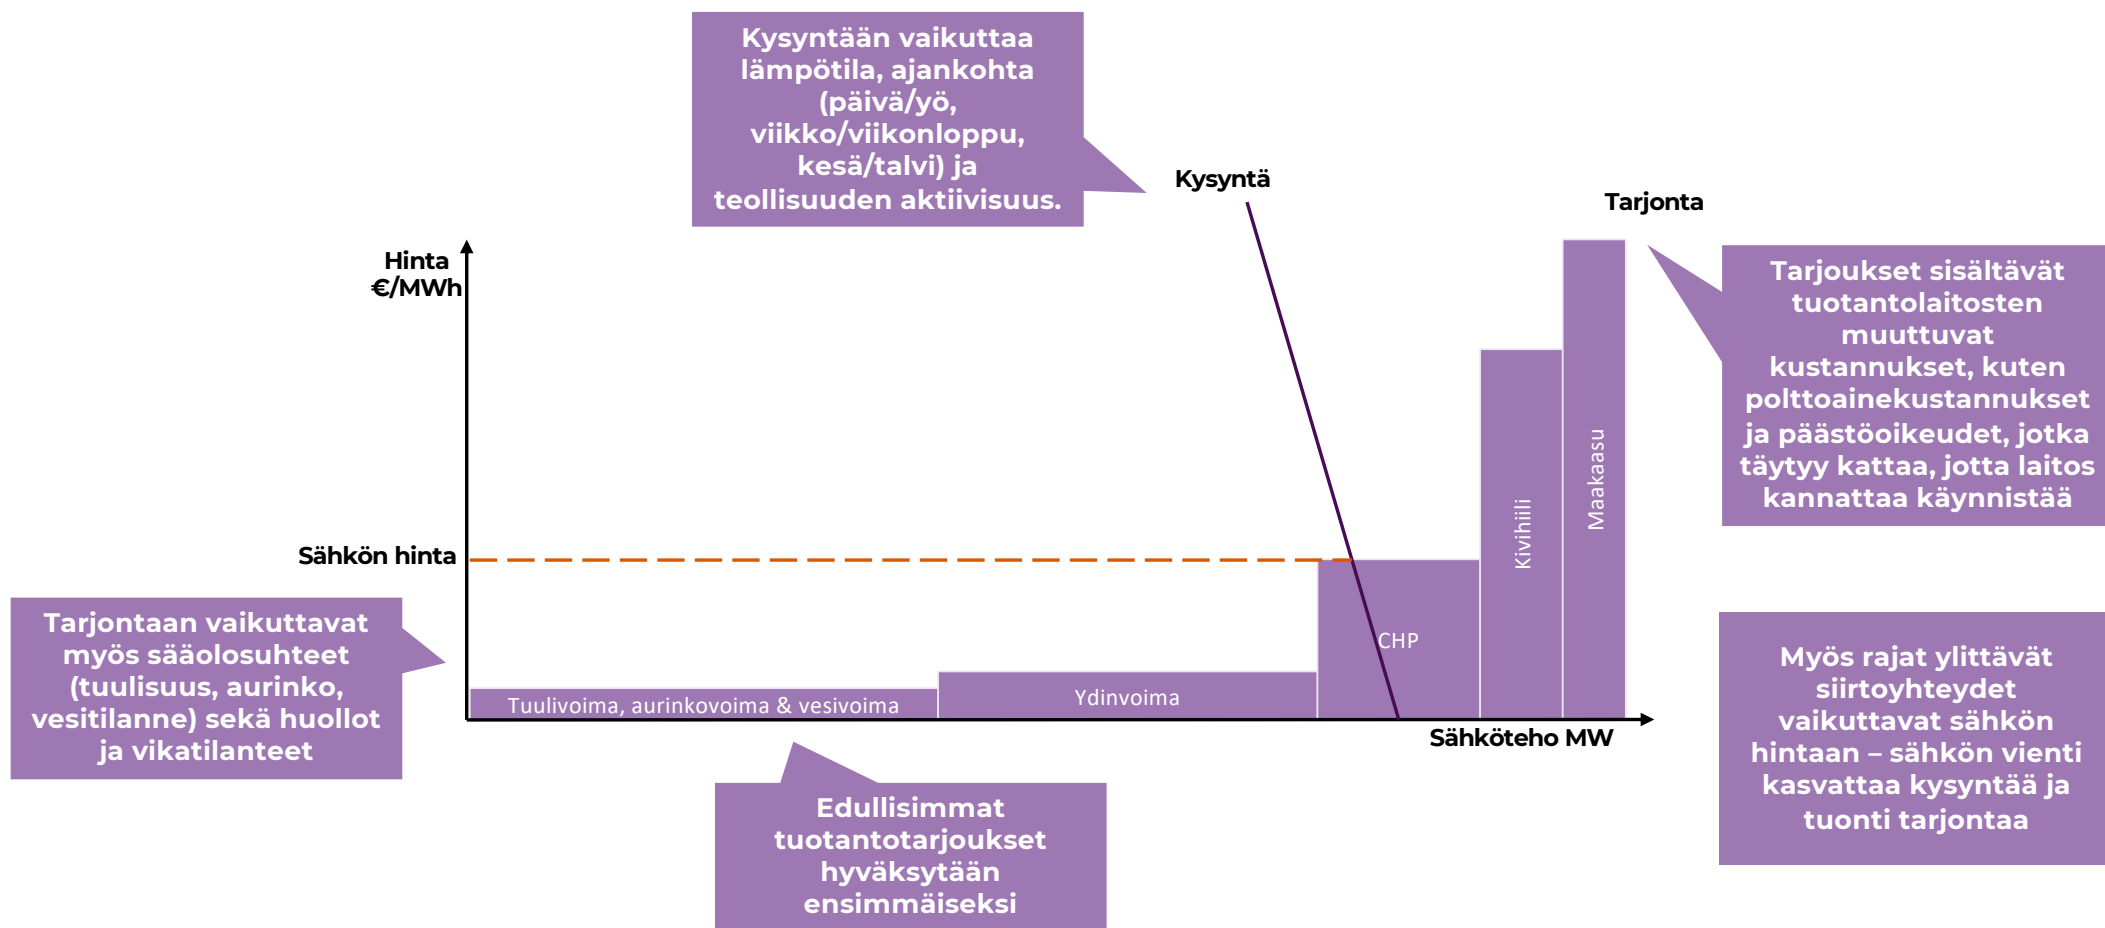 Kysyntään vaikuttaa
lämpötila, ajankohta
(päivä/yö,
viikko/viikonloppu,
kesä/talvi) ja
teollisuuden aktiivisuus.
Kysyntä
Tarjonta
Hinta
€/MWh
Tarjoukset sisältävät
tuotantolaitosten
muuttuvat
kustannukset, kuten
polttoainekustannukset
ja päästöoikeudet, jotka
täytyy kattaa, jotta laitos
kannattaa käynnistää
Sähkön hinta
Tarjontaan vaikuttavat
myös sääolosuhteet
(tuulisuus, aurinko,
vesitilanne) sekä huollot
ja vikatilanteet
Tuulivoima, aurinkovoima & vesivoima
Ydinvoima
CHP
Kivihiili
Maakaasu
Sähköteho MW
Myös rajat ylittävät
siirtoyhteydet
vaikuttavat sähkön
hintaan – sähkön vienti
kasvattaa kysyntää ja
tuonti tarjontaa
Edullisimmat
tuotantotarjoukset
hyväksytään
ensimmäiseksi